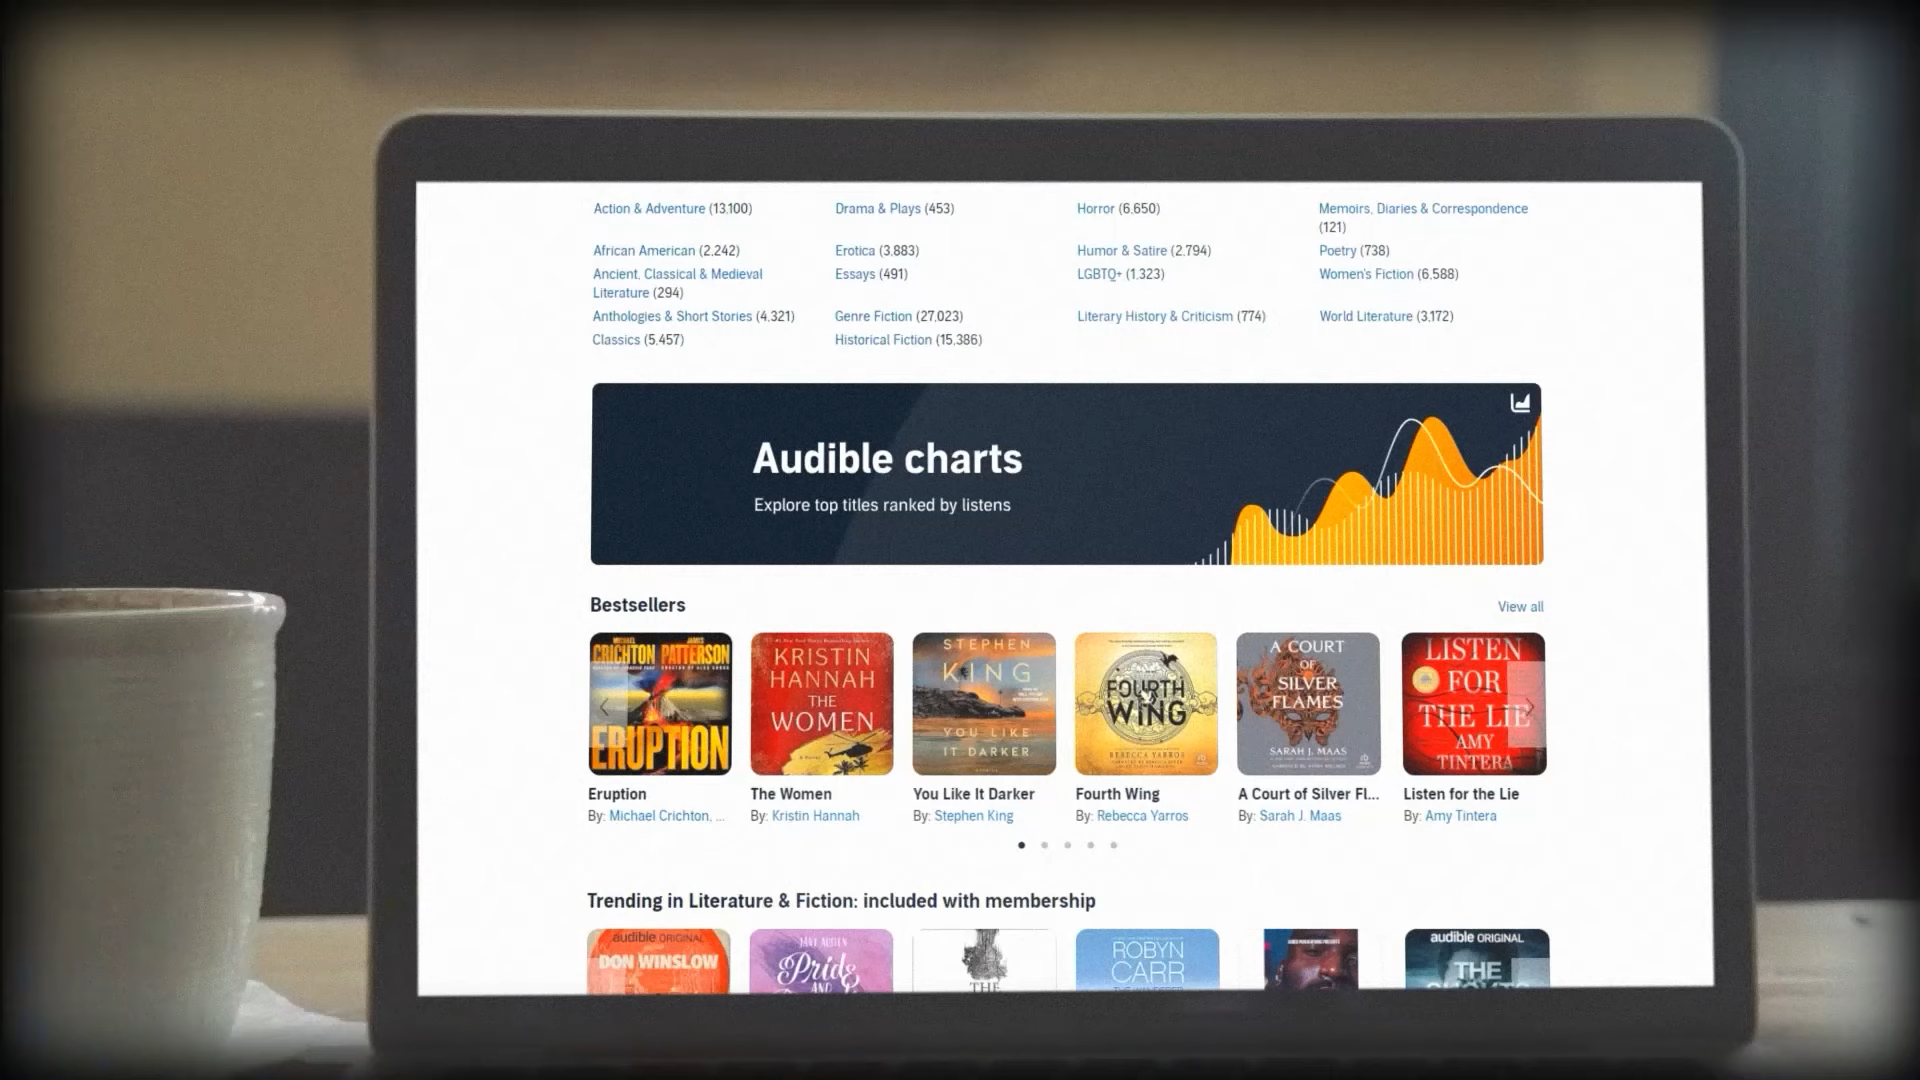 Action & Adventure (13,100)
Drama & Plays (453)
Horror (6,650)
Memoirs, Diaries & Correspondence
(121)
African American (2,242)
Erotica (3,883)
Humor & Satire (2,794)
Poetry (738)
Ancient, Classical & Medieval
Literature (294)
Essays (491)
LGBTQ+ (1,323)
Women's Fiction (6,588)
Anthologies & Short Stories (4,321)
Genre Fiction (27,023)
Literary History & Criticism (774)
World Literature (3,172)
Classics (5,457)
Historical Fiction (15,386)
Audible charts
Explore top titles ranked by listens
Bestsellers
View all
MICHAEL JAMES
CRICHTON PATTERSON
ERUPTION
KRISTIN
HANNAH
THE
WOMEN
STEPHEN
KING
YOU LIKE
IT DARKER
FOURTH
WING
REBECCA YARROS
A COURT
OF
SILVER
FLAMES
SARAH J. MAAS
LISTEN
FOR
THE LIE
AMY
TINTERA
Eruption
By: Michael Crichton, ...
The Women
By: Kristin Hannah
You Like It Darker
By: Stephen King
Fourth Wing
By: Rebecca Yarros
A Court of Silver Fl...
By: Sarah J. Maas
Listen for the Lie
By: Amy Tintera
Trending in Literature & Fiction: included with membership
audible ORIGINAL
DON WINSLOW
JANE AUSTEN
Pride
AND
THE
ROBYN
CARR
audible ORIGINAL
THE